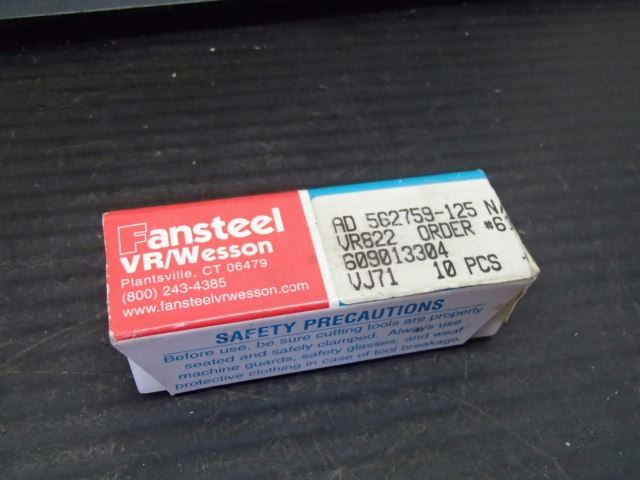 Fansteel
VR/Wesson
Plantsville, CT 06479
(800) 243-4385
www.fansteelvrwesson.com
AD 562759-125 N/
VR822 ORDER *61
609013304
VJ71 10 PCS
SAFETY PRECAUTIONS
Before use, be sure cutting tools are properly
seated and safely clamped. Always use
machine guards, safety glasses, and wear
protective clothing in case of tool breakage.